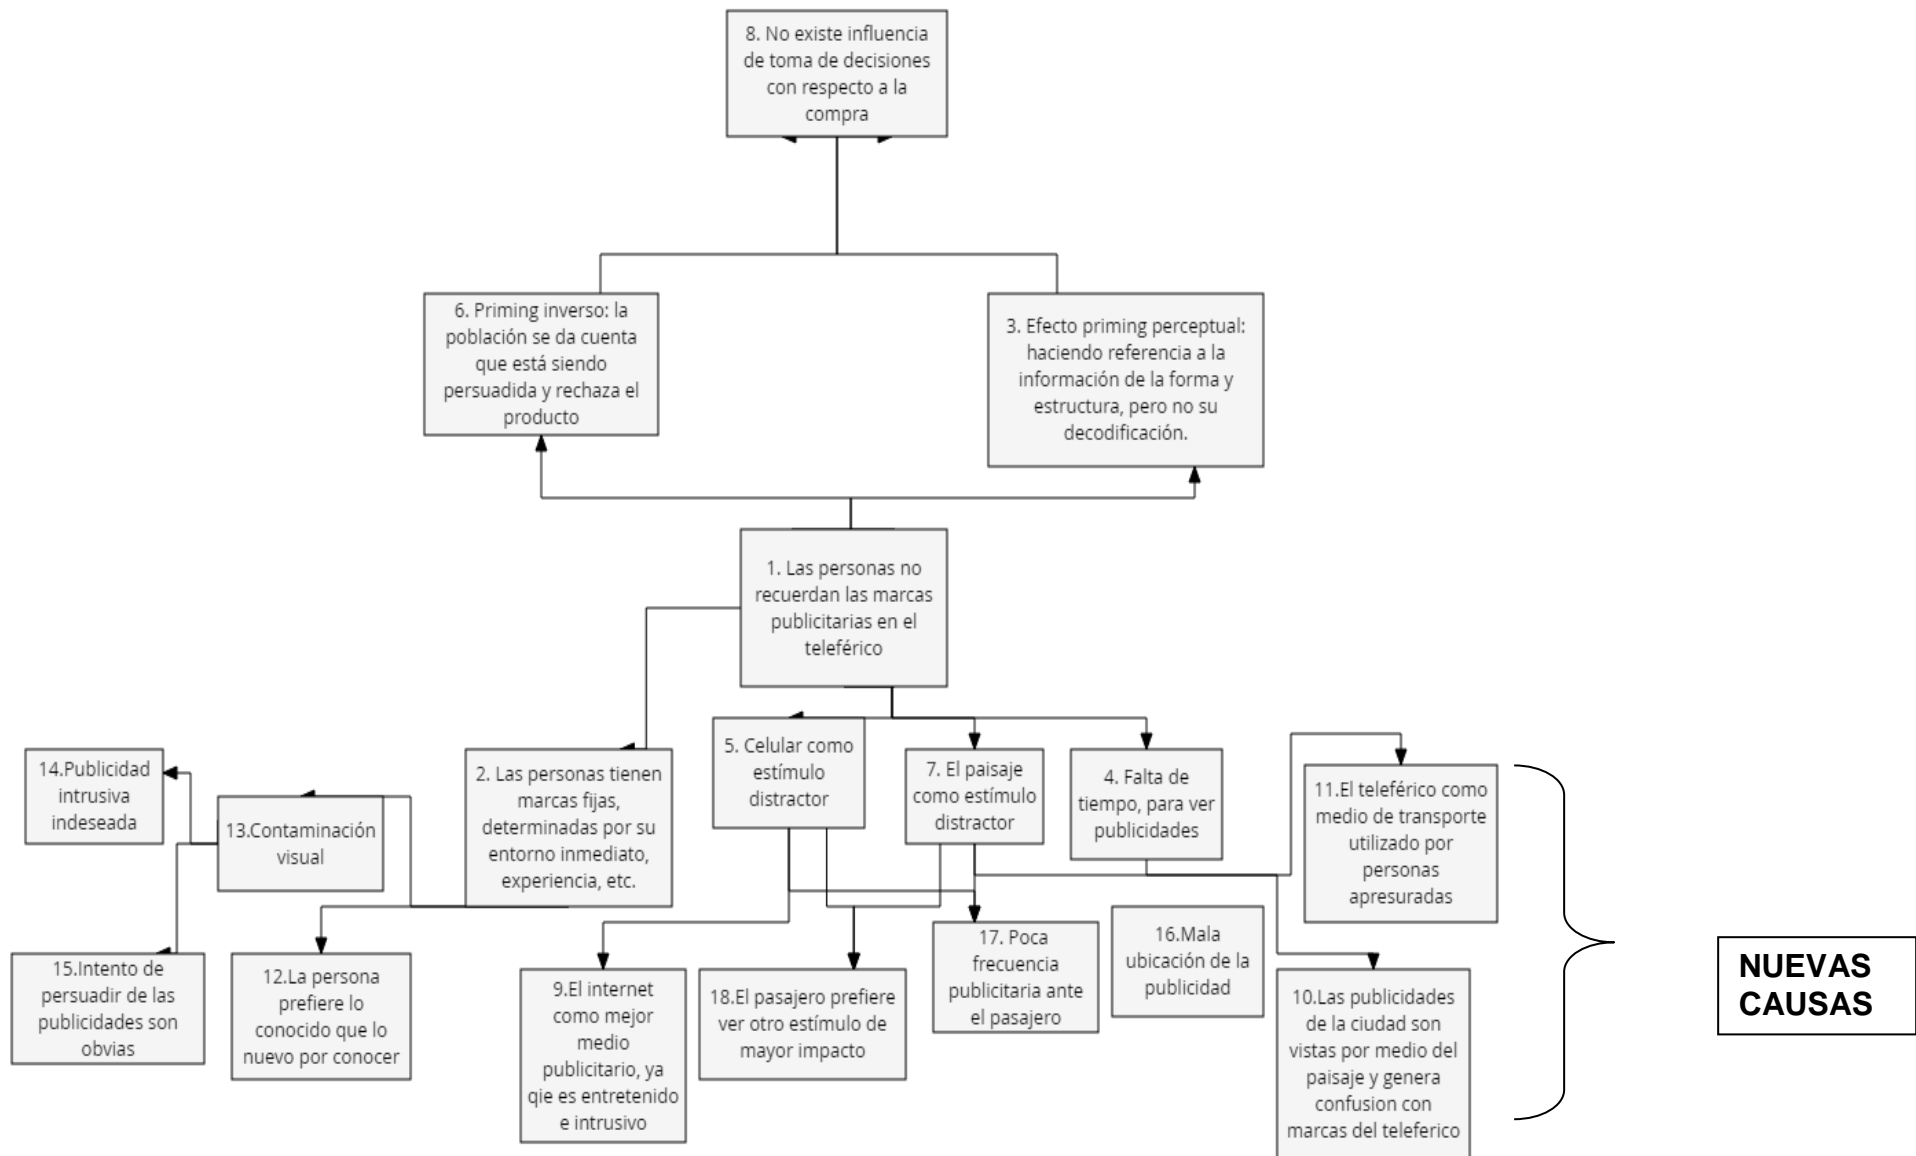 8. No existe influencia
de toma de decisiones
con respecto a la
compra
6. Priming inverso: la
población se da cuenta
que está siendo
persuadida y rechaza el
producto
3. Efecto priming perceptual:
haciendo referencia a la
información de la forma y
estructura, pero no su
decodificación.
1. Las personas no
recuerdan las marcas
publicitarias en el
teleférico
14.Publicidad
intrusiva
indeseada
13.Contaminación
visual
2. Las personas tienen
marcas fijas,
determinadas por su
entorno inmediato,
experiencia, etc.
5. Celular como
estímulo
distractor
7. El paisaje
como estímulo
distractor
4. Falta de
tiempo, para ver
publicidades
11.El teleférico como
medio de transporte
utilizado por
personas
apresuradas
15.Intento de
persuadir de las
publicidades son
obvias
12.La persona
prefiere lo
conocido que lo
nuevo por conocer
9.El internet
como mejor
medio
publicitario, ya
qie es entretenido
e intrusivo
18.El pasajero prefiere
ver otro estímulo de
mayor impacto
17. Poca
frecuencia
publicitaria ante
el pasajero
16.Mala
ubicación de la
publicidad
10.Las publicidades
de la ciudad son
vistas por medio del
paisaje y genera
confusion con
marcas del teleferico
NUEVAS
CAUSAS